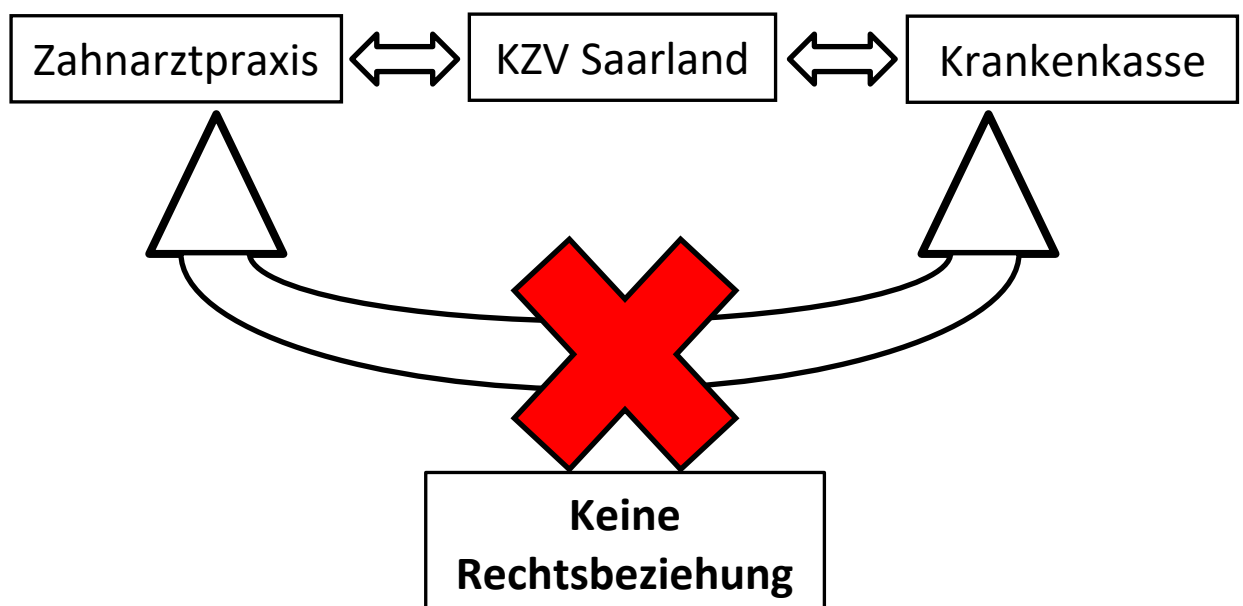 Zahnarztpraxis
KZV Saarland
Krankenkasse
Keine
Rechtsbeziehung